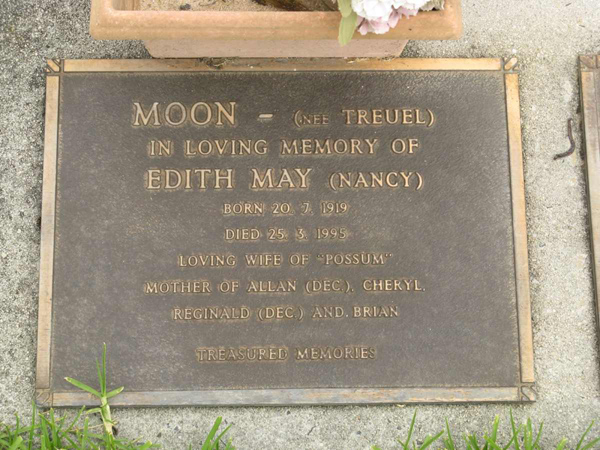 MOON - (NEE TREUEL)
IN LOVING MEMORY OF
EDITH MAY (NANCY)
BORN 20. 7. 1919
DIED 25. 3. 1995
LOVING WIFE OF "POSSUM"
MOTHER OF ALLAN (DEC.), CHERYL,
REGINALD (DEC.) AND BRIAN
TREASURED MEMORIES